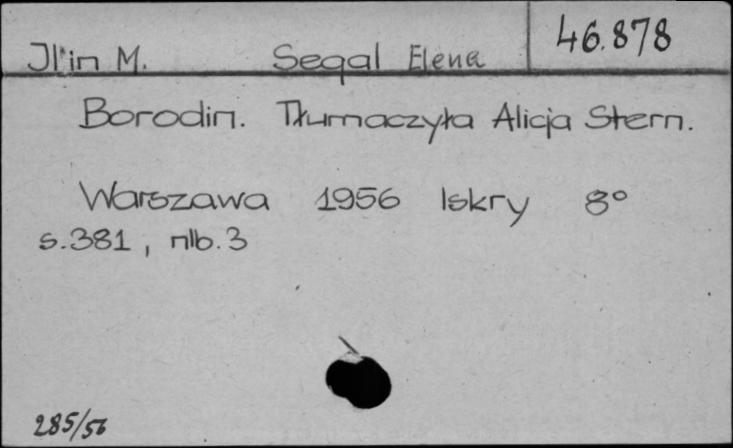 Il'in M. Segal Elena 46.878
Borodin. Tłumaczyła Alicja Stern.
Warszawa 1956 Iskry 8°
s.381, nlb.3
285/56